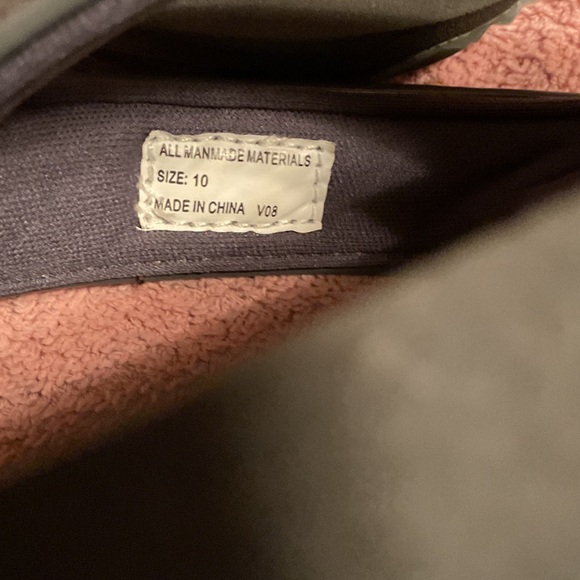 ALL MANMADE MATERIALS
SIZE: 10
MADE IN CHINA V08